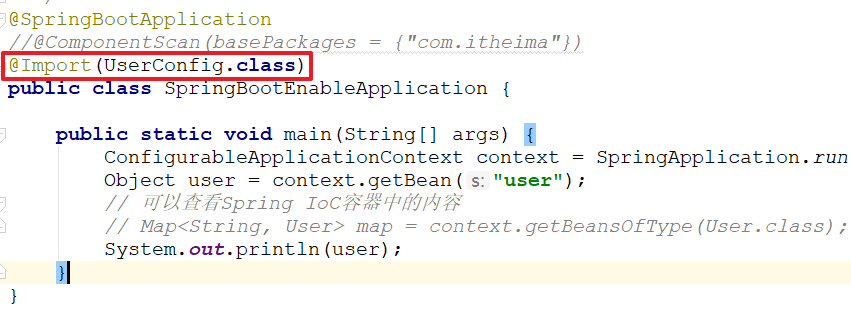 @SpringBootApplication
//@ComponentScan(basePackages = {"com.itheima"})
@Import(UserConfig.class)
public class SpringBootEnableApplication {
public static void main(String[] args) {
ConfigurableApplicationContext context = SpringApplication.run
Object user = context.getBean( s: "user");
// 可以查看Spring IoC容器中的内容
// Map<String, User> map = context.getBeansOfType(User.class);
System.out.println(user);
}
}